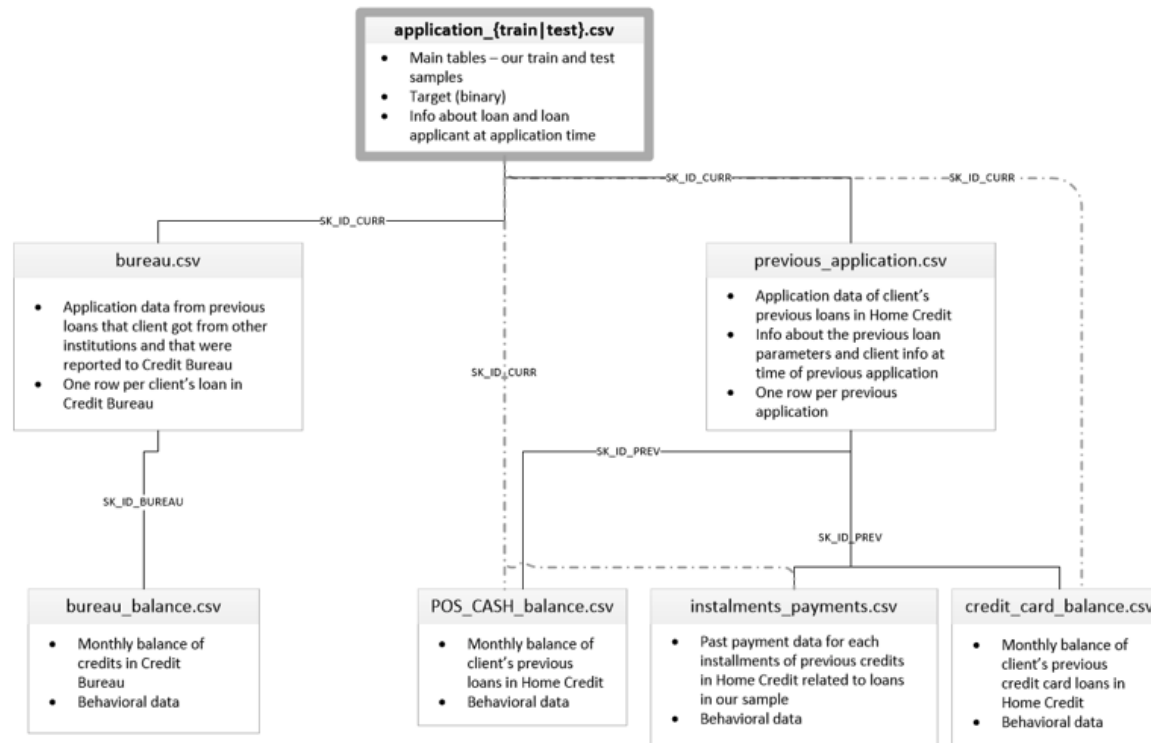 application_{train|test}.csv
• Main tables – our train and test
samples
• Target (binary)
• Info about loan and loan
applicant at application time
SK_ID_CURR
SK_ID_CURR
SK_ID_CURR
bureau.csv
• Application data from previous
loans that client got from other
institutions and that were
reported to Credit Bureau
• One row per client's loan in
Credit Bureau
previous_application.csv
• Application data of client's
previous loans in Home Credit
• Info about the previous loan
parameters and client info at
time of previous application
• One row per previous
application
SK_ID_CURR
SK_ID_PREV
SK_ID_BUREAU
SK_ID_PREV
bureau_balance.csv
• Monthly balance of
credits in Credit
Bureau
• Behavioral data
POS_CASH_balance.csv
• Monthly balance of
client's previous
loans in Home Credit
• Behavioral data
instalments_payments.csv
• Past payment data for each
installments of previous credits
in Home Credit related to loans
in our sample
• Behavioral data
credit_card_balance.csv
• Monthly balance of
client's previous
credit card loans in
Home Credit
• Behavioral data